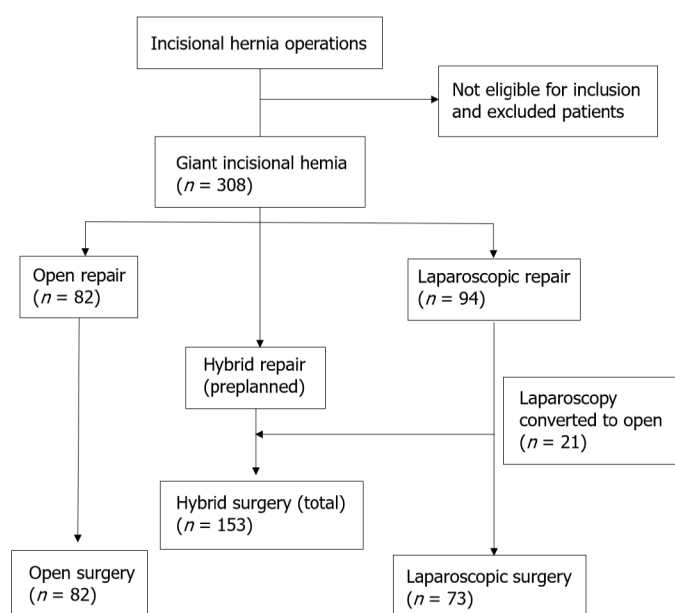 Incisional hernia operations
Not eligible for inclusion
and excluded patients
Giant incisional hemia
(n = 308)
Open repair
(n = 82)
Laparoscopic repair
(n = 94)
Hybrid repair
(preplanned)
Laparoscopy
converted to open
(n = 21)
Hybrid surgery (total)
(n = 153)
Open surgery
(n = 82)
Laparoscopic surgery
(n = 73)